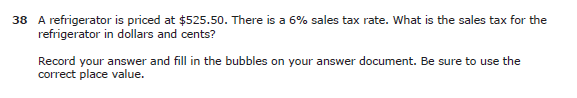 38 A refrigerator is priced at $525.50. There is a 6% sales tax rate. What is the sales tax for the
refrigerator in dollars and cents?
Record your answer and fill in the bubbles on your answer document. Be sure to use the
correct place value.